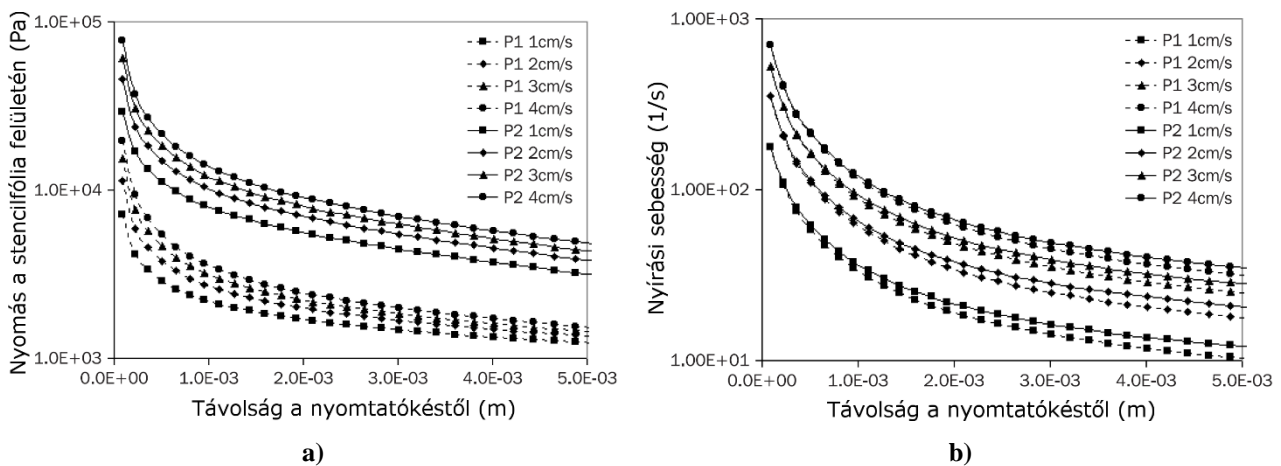 Nyomás a stencilfólia felületén (Pa)
1.0E+05
1.0E+04
1.0E+03
P1 1cm/s
P1 2cm/s
P1 3cm/s
P1 4cm/s
P2 1cm/s
P2 2cm/s
P2 3cm/s
P2 4cm/s
0.0E+00 1.0E-03 2.0E-03 3.0E-03 4.0E-03 5.0E-03
Távolság a nyomtatókéstől (m)
a)
Nyírási sebesség (1/s)
1.00E+03
1.00E+02
1.00E+01
P1 1cm/s
P1 2cm/s
P1 3cm/s
P1 4cm/s
P2 1cm/s
P2 2cm/s
P2 3cm/s
P2 4cm/s
0.0E+00 1.0E-03 2.0E-03 3.0E-03 4.0E-03 5.0E-03
Távolság a nyomtatókéstől (m)
b)